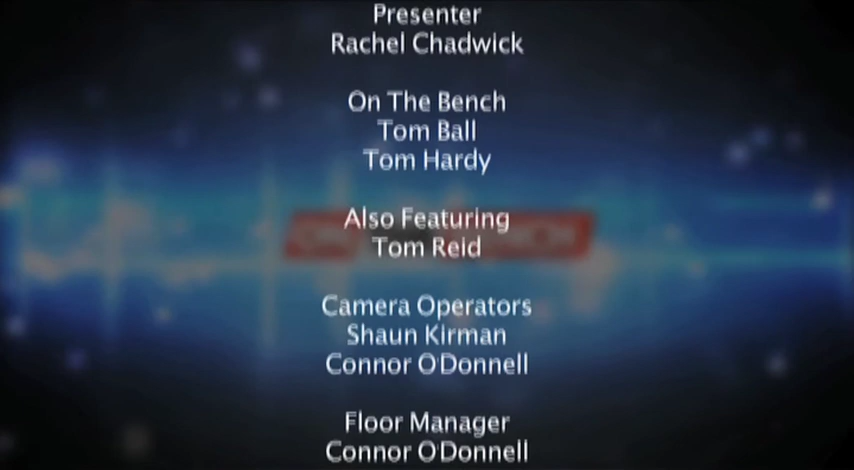 Presenter
Rachel Chadwick
On The Bench
Tom Ball
Tom Hardy
Also Featuring
Tom Reid
Camera Operators
Shaun Kirman
Connor O'Donnell
Floor Manager
Connor O'Donnell